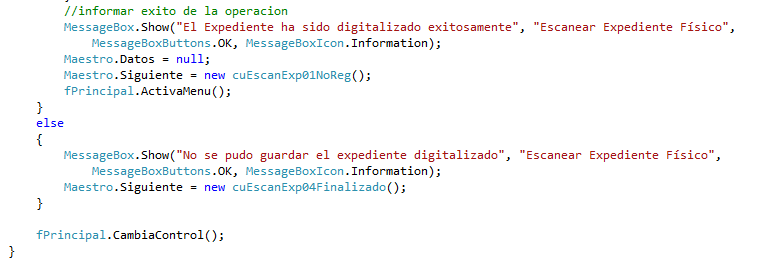 //informar exito de la operacion
MessageBox.Show("El Expediente ha sido digitalizado exitosamente", "Escanear Expediente Físico",
MessageBoxButtons.OK, MessageBoxIcon.Information);
Maestro.Datos = null;
Maestro.Siguiente = new cuEscanExp01NoReg();
fPrincipal.ActivaMenu();
}
else
{
MessageBox.Show("No se pudo guardar el expediente digitalizado", "Escanear Expediente Físico",
MessageBoxButtons.OK, MessageBoxIcon.Information);
Maestro.Siguiente = new cuEscanExp04Finalizado();
}
fPrincipal.CambiaControl();
}